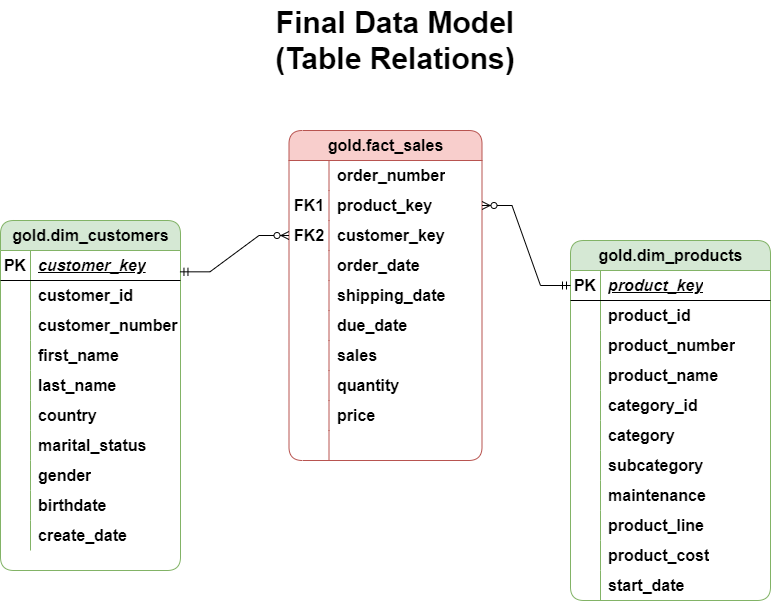 Final Data Model
(Table Relations)
gold.dim_customers
PK customer_key
customer_id
customer_number
first_name
last_name
country
marital_status
gender
birthdate
create_date
gold.fact_sales
order_number
FK1 product_key
FK2 customer_key
order_date
shipping_date
due_date
sales
quantity
price
gold.dim_products
PK product_key
product_id
product_number
product_name
category_id
category
subcategory
maintenance
product_line
product_cost
start_date